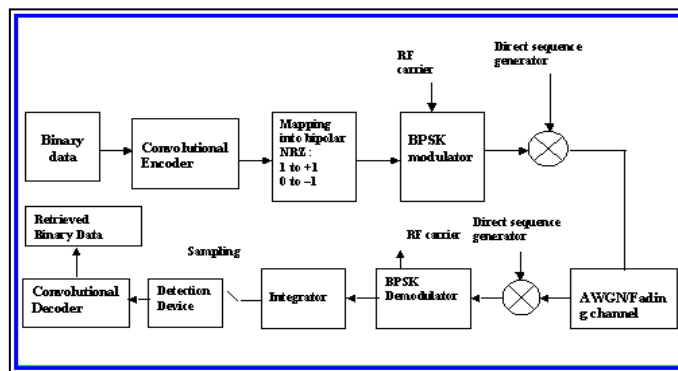 RF
carrier
Direct sequence
generator
Binary
data
Convolutional
Encoder
Mapping
into bipolar
NRZ :
1 to +1
0 to –1
BPSK
modulator
Retrieved
Binary Data
Sampling
RF carrier
Direct sequence
generator
Convolutional
Decoder
Detection
Device
Integrator
BPSK
Demodulator
AWGN/Fadin
g channel